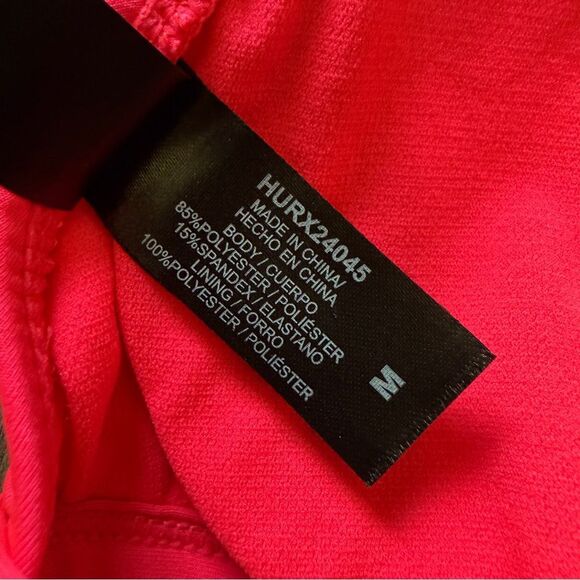 HURX24045
MADE IN CHINA/
HECHO EN CHINA
BODY / CUERPO
85%POLYESTER / POLIÉSTER
15%SPANDEX / ELASTANO
LINING / FORRO
100%POLYESTER / POLIÉSTER
M